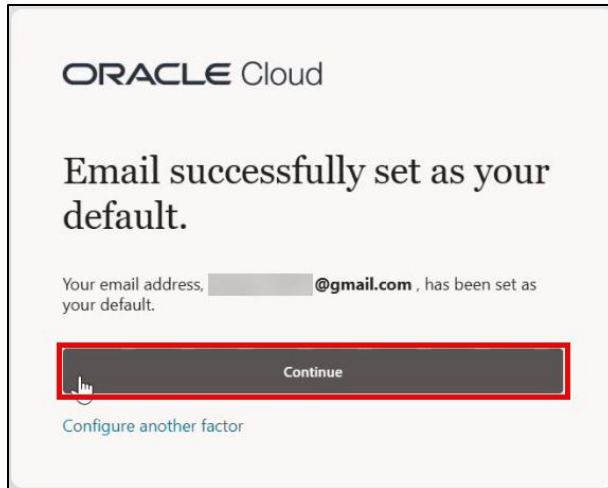 ORACLE Cloud
Email successfully set as your
default.
Your email address, @gmail.com , has been set as
your default.
Continue
Configure another factor